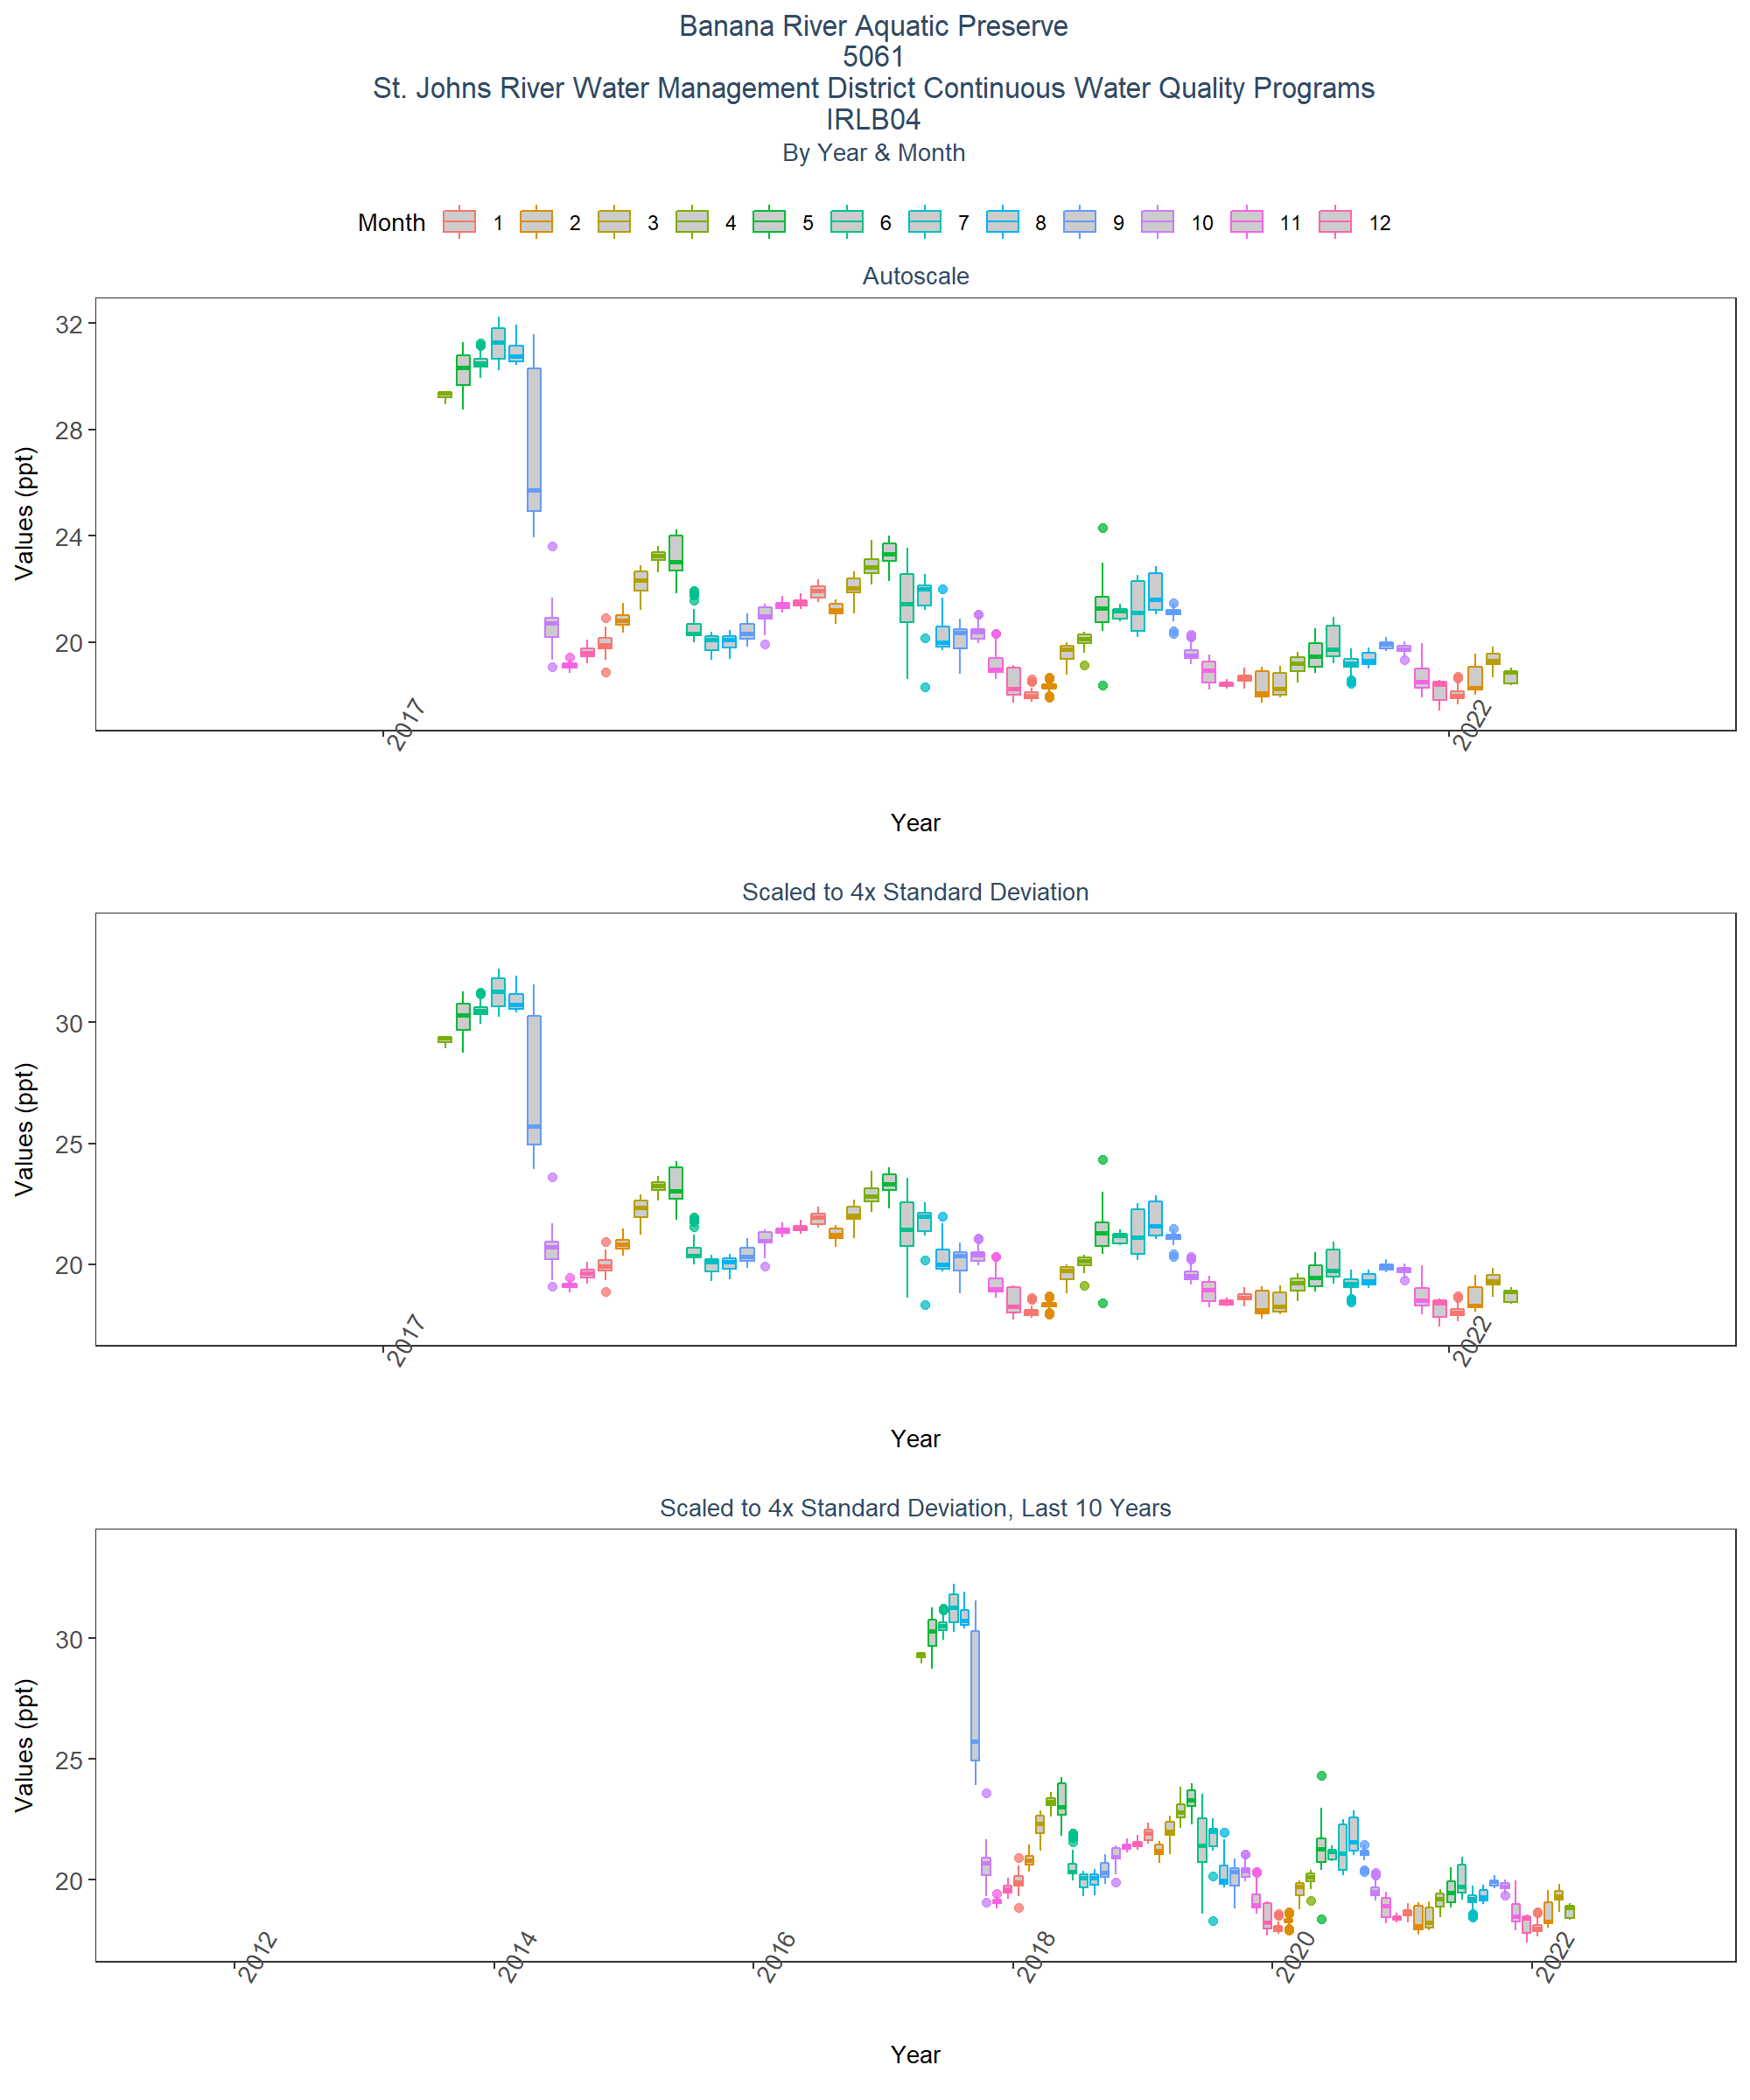 Banana River Aquatic Preserve
5061
St. Johns River Water Management District Continuous Water Quality Programs
IRLB04
By Year & Month
Month 1 2 3 4 5 6 7 8 9 10 11 12
Autoscale
Values (ppt)
32
28
24
20
2017 2022
Year
Scaled to 4x Standard Deviation
Values (ppt)
30
25
20
2017 2022
Year
Scaled to 4x Standard Deviation, Last 10 Years
Values (ppt)
30
25
20
2012 2014 2016 2018 2020 2022
Year